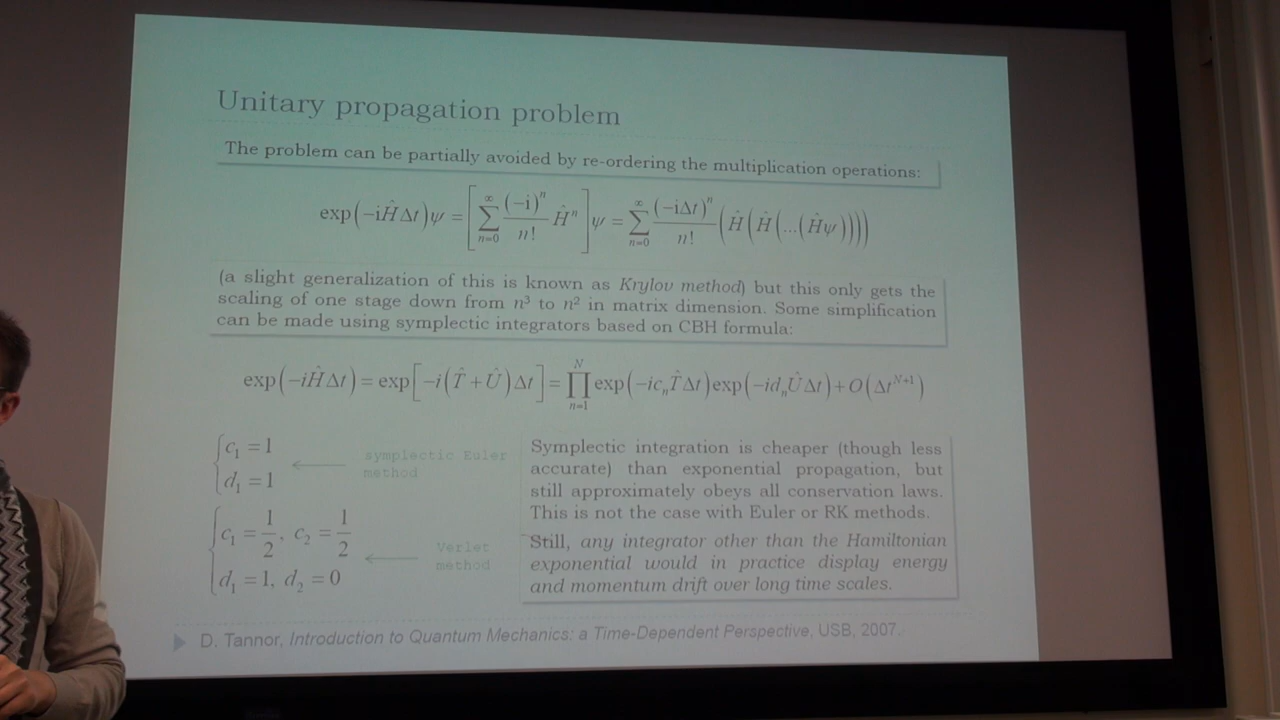 Unitary propagation problem
The problem can be partially avoided by re-ordering the multiplication operations:
exp(−iĤΔt)ψ = [∑_{n=0}^{∞} (−i)^n / n! Ĥ^n] ψ = ∑_{n=0}^{∞} (−iΔt)^n / n! (Ĥ(Ĥ(...(Ĥψ))))
(a slight generalization of this is known as Krylov method) but this only gets the
scaling of one stage down from n³ to n² in matrix dimension. Some simplification
can be made using symplectic integrators based on CBH formula:
exp(−iĤΔt) = exp[−i(T̂ + Û)Δt] = ∏_{n=1}^{N} exp(−ic_n T̂Δt) exp(−id_n ÛΔt) + O(Δt^{N+1})
{ c₁ = 1
d₁ = 1
symplectic Euler
method
{ c₁ = 1/2, c₂ = 1/2
d₁ = 1, d₂ = 0
Verlet
method
Symplectic integration is cheaper (though less
accurate) than exponential propagation, but
still approximately obeys all conservation laws.
This is not the case with Euler or RK methods.
Still, any integrator other than the Hamiltonian
exponential would in practice display energy
and momentum drift over long time scales.
D. Tannor, Introduction to Quantum Mechanics: a Time-Dependent Perspective, USB, 2007.